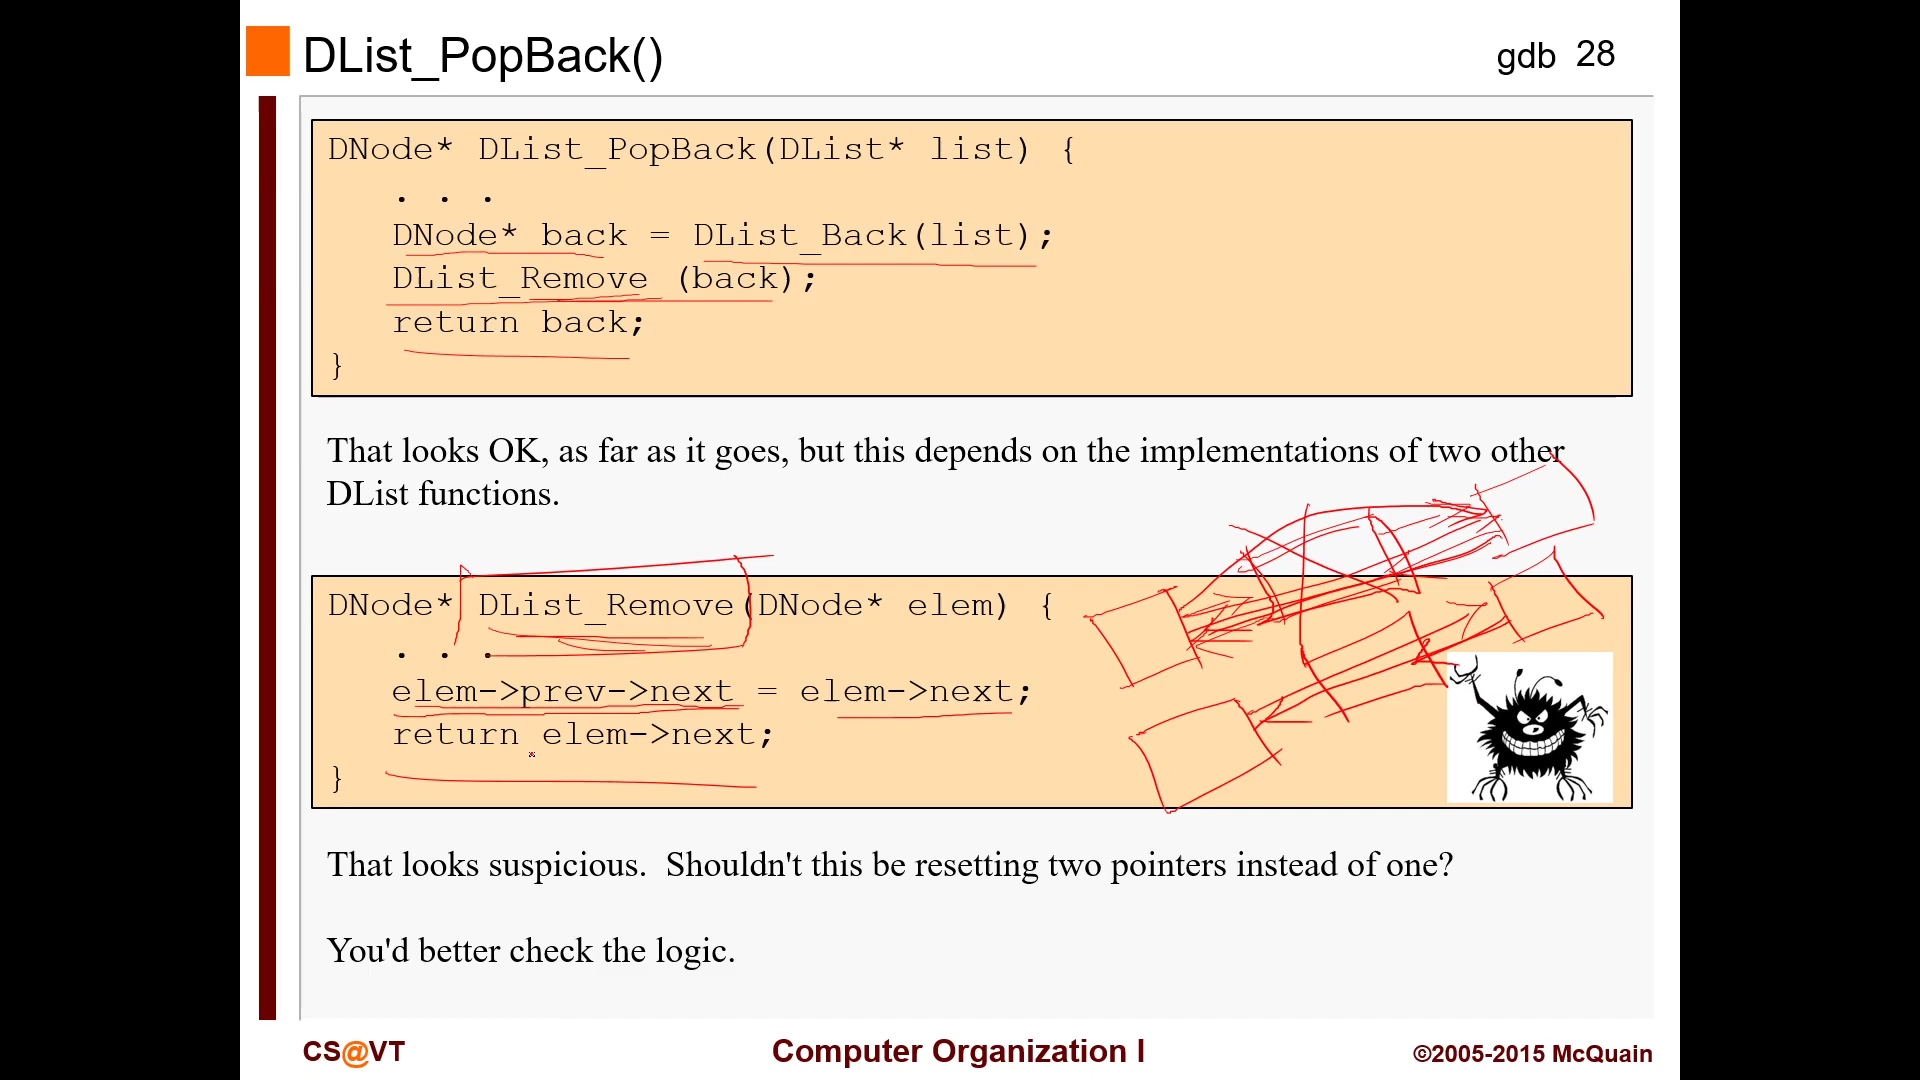 DList_PopBack()
gdb 28
DNode* DList_PopBack(DList* list) {
. . .
DNode* back = DList_Back(list);
DList_Remove (back);
return back;
}
That looks OK, as far as it goes, but this depends on the implementations of two other
DList functions.
DNode* DList_Remove(DNode* elem) {
. . .
elem->prev->next = elem->next;
return elem->next;
}
That looks suspicious. Shouldn't this be resetting two pointers instead of one?
You'd better check the logic.
CS@VT
Computer Organization I
©2005-2015 McQuain